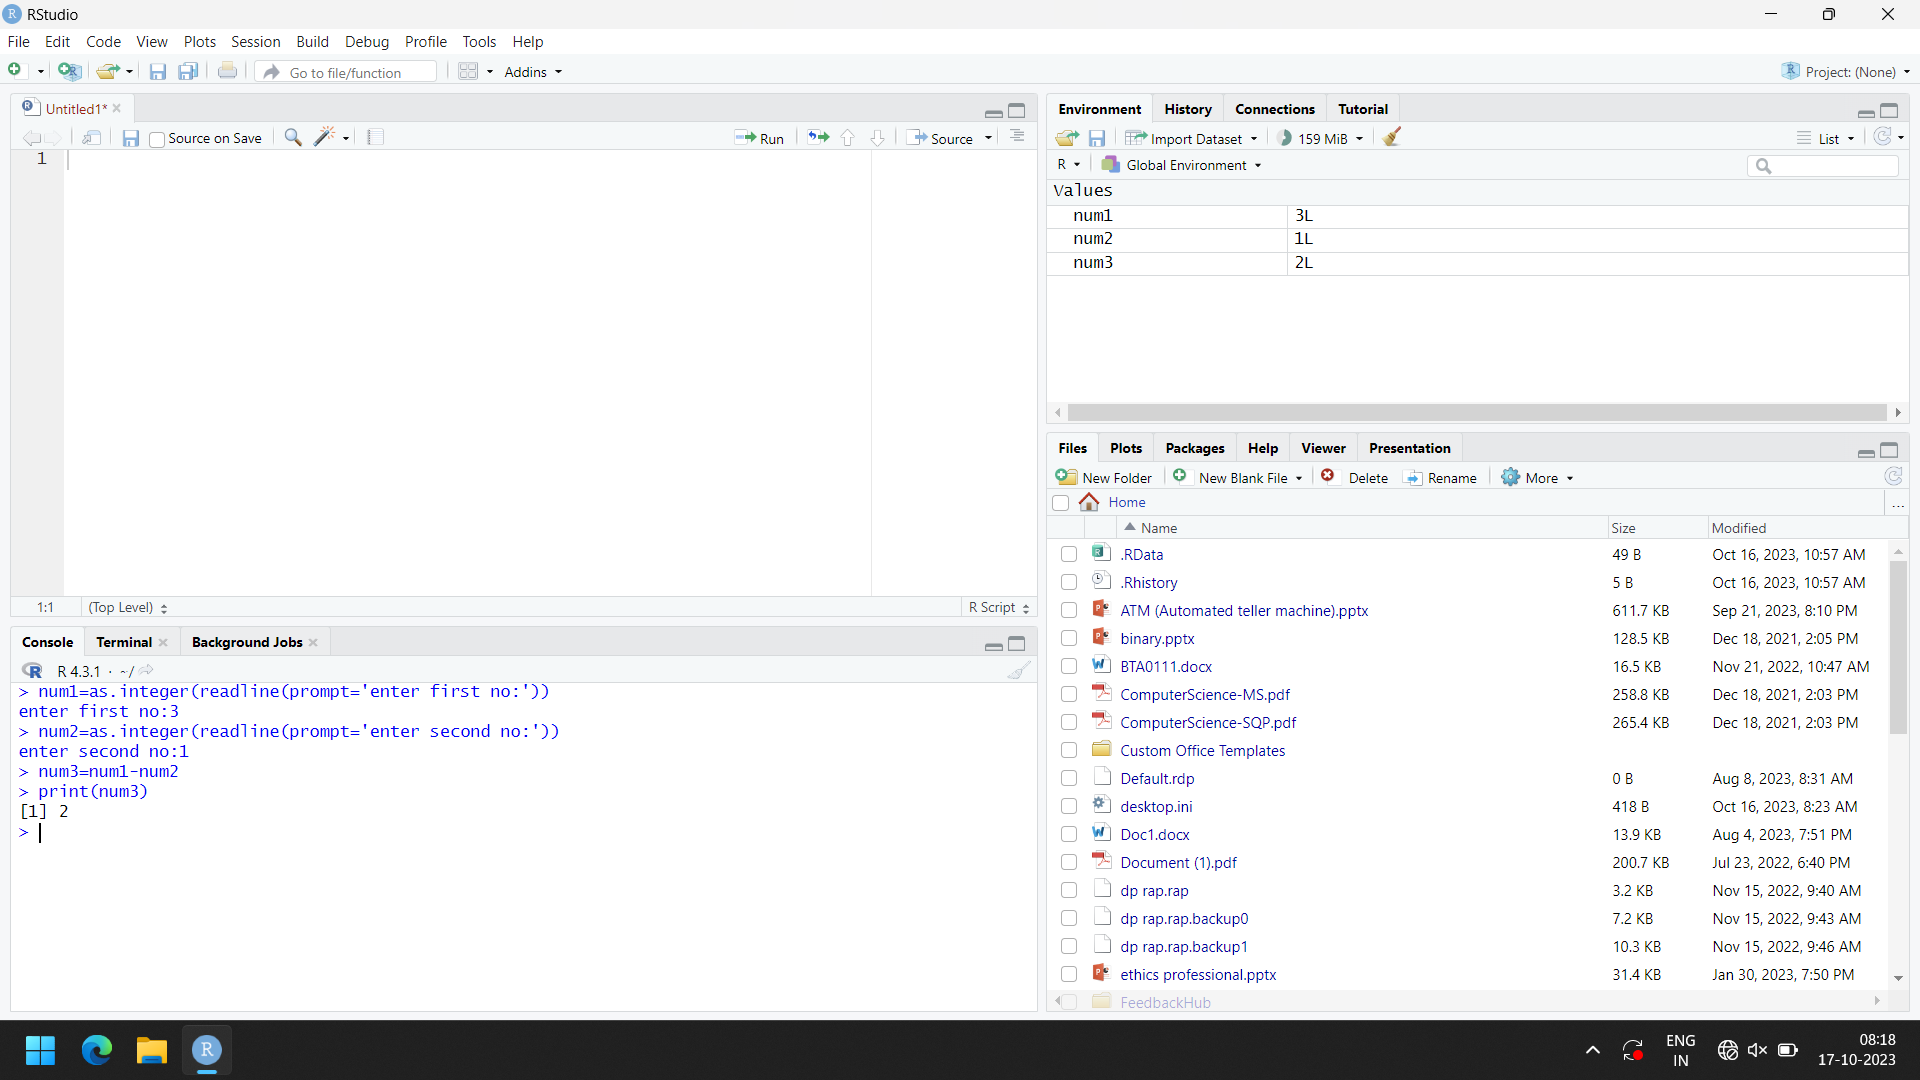 RStudio
File Edit Code View Plots Session Build Debug Profile Tools Help
Go to file/function Addins Project: (None)
Untitled1*
Source on Save Run Source
1
1:1 (Top Level) R Script
Console Terminal Background Jobs
R 4.3.1 · ~/
> num1=as.integer(readline(prompt='enter first no:'))
enter first no:3
> num2=as.integer(readline(prompt='enter second no:'))
enter second no:1
> num3=num1-num2
> print(num3)
[1] 2
>
Environment History Connections Tutorial
Import Dataset 159 MiB List
R Global Environment
Values
num1 3L
num2 1L
num3 2L
Files Plots Packages Help Viewer Presentation
New Folder New Blank File Delete Rename More
Home ...
Name Size Modified
.RData 49 B Oct 16, 2023, 10:57 AM
.Rhistory 5 B Oct 16, 2023, 10:57 AM
ATM (Automated teller machine).pptx 611.7 KB Sep 21, 2023, 8:10 PM
binary.pptx 128.5 KB Dec 18, 2021, 2:05 PM
BTA0111.docx 16.5 KB Nov 21, 2022, 10:47 AM
ComputerScience-MS.pdf 258.8 KB Dec 18, 2021, 2:03 PM
ComputerScience-SQP.pdf 265.4 KB Dec 18, 2021, 2:03 PM
Custom Office Templates
Default.rdp 0 B Aug 8, 2023, 8:31 AM
desktop.ini 418 B Oct 16, 2023, 8:23 AM
Doc1.docx 13.9 KB Aug 4, 2023, 7:51 PM
Document (1).pdf 200.7 KB Jul 23, 2022, 6:40 PM
dp rap.rap 3.2 KB Nov 15, 2022, 9:40 AM
dp rap.rap.backup0 7.2 KB Nov 15, 2022, 9:43 AM
dp rap.rap.backup1 10.3 KB Nov 15, 2022, 9:46 AM
ethics professional.pptx 31.4 KB Jan 30, 2023, 7:50 PM
FeedbackHub
ENG 08:18
IN 17-10-2023